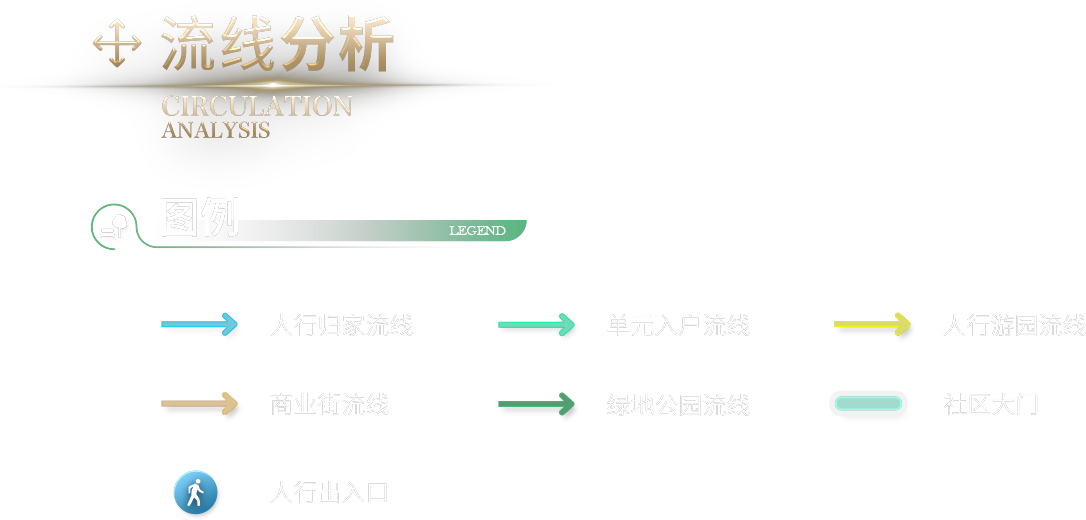 流线分析
CIRCULATION
ANALYSIS
图例
LEGEND
人行归家流线
单元入户流线
人行游园流线
商业街流线
绿地公园流线
社区大门
人行出入口